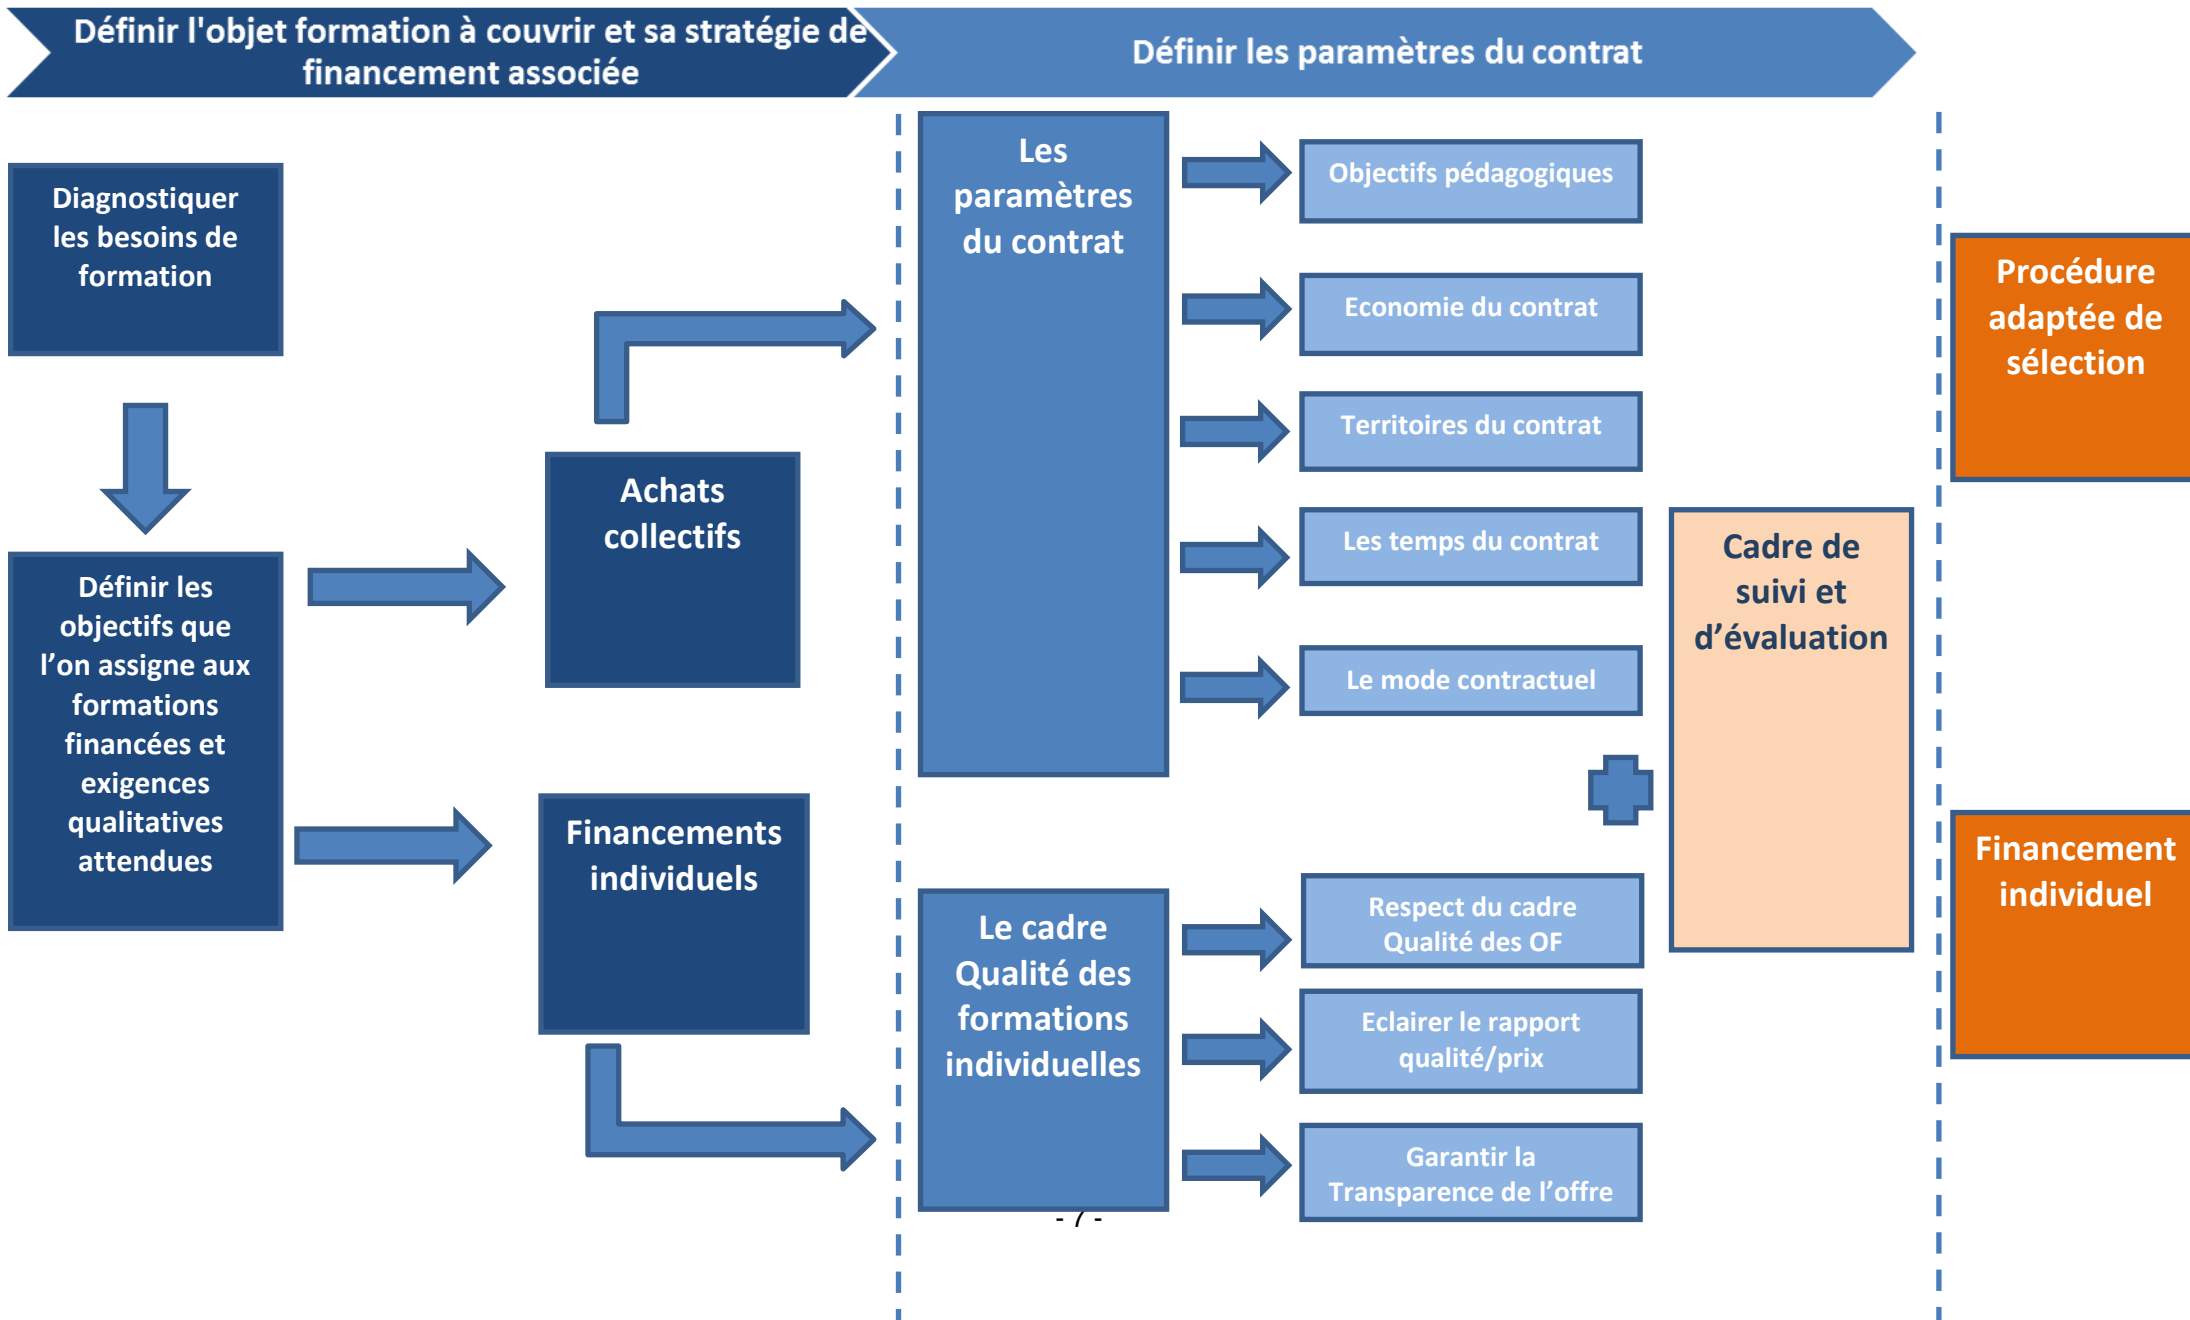 Définir l'objet formation à couvrir et sa stratégie de
financement associée
Définir les paramètres du contrat
Diagnostiquer
les besoins de
formation
Définir les
objectifs que
l’on assigne aux
formations
financées et
exigences
qualitatives
attendues
Achats
collectifs
Financements
individuels
Les
paramètres
du contrat
Objectifs pédagogiques
Economie du contrat
Territoires du contrat
Les temps du contrat
Le mode contractuel
Le cadre
Qualité des
formations
individuelles
Respect du cadre
Qualité des OF
Eclairer le rapport
qualité/prix
Garantir la
Transparence de l’offre
Cadre de
suivi et
d’évaluation
Procédure
adaptée de
sélection
Financement
individuel
- 7 -